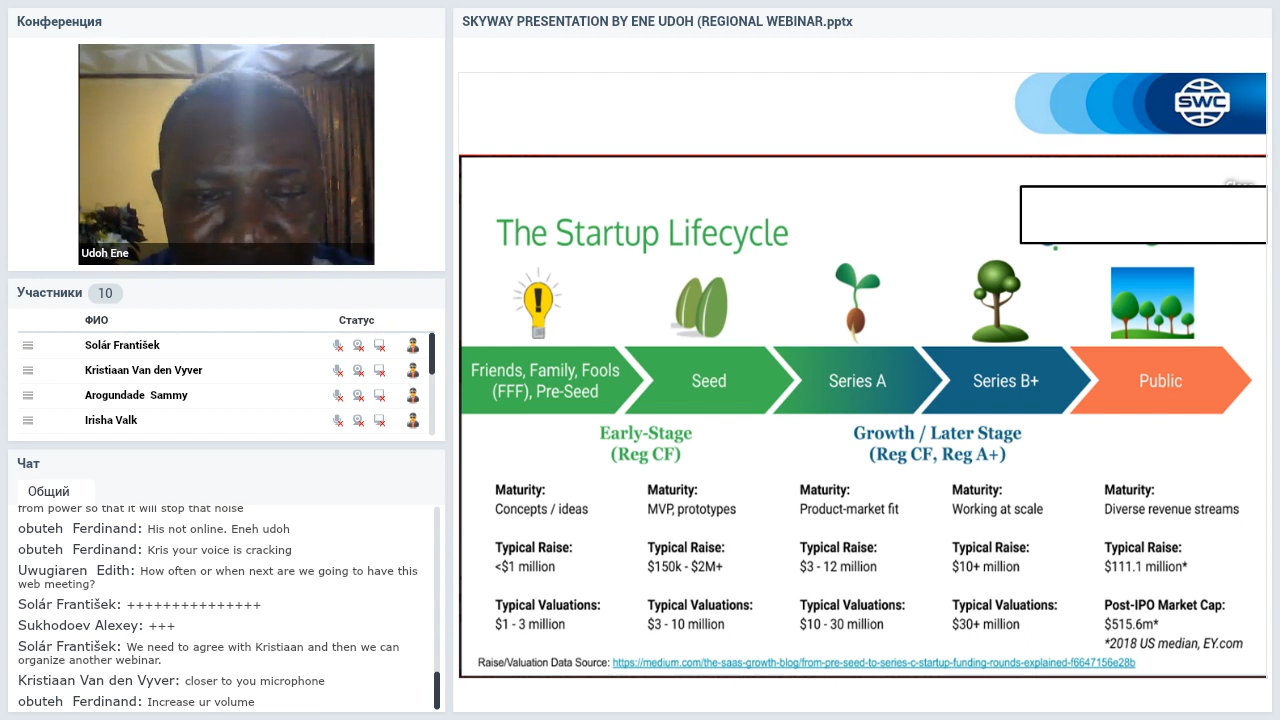 Конференция
Udoh Ene
Участники 10
ФИО Статус
Solár František
Kristiaan Van den Vyver
Arogundade Sammy
Irisha Valk
Чат
Общий
from power so that it will stop that noise
obuteh Ferdinand: His not online. Eneh udoh
obuteh Ferdinand: Kris your voice is cracking
Uwugiaren Edith: How often or when next are we going to have this
web meeting?
Solár František: +++++++++++++++
Sukhodoev Alexey: +++
Solár František: We need to agree with Kristiaan and then we can
organize another webinar.
Kristiaan Van den Vyver: closer to you microphone
obuteh Ferdinand: Increase ur volume
SKYWAY PRESENTATION BY ENE UDOH (REGIONAL WEBINAR.pptx
SWC
The Startup Lifecycle
Friends, Family, Fools
(FFF), Pre-Seed
Seed
Series A
Series B+
Public
Early-Stage
(Reg CF)
Growth / Later Stage
(Reg CF, Reg A+)
Maturity:
Concepts / ideas
Typical Raise:
<$1 million
Typical Valuations:
$1 - 3 million
Maturity:
MVP, prototypes
Typical Raise:
$150k - $2M+
Typical Valuations:
$3 - 10 million
Maturity:
Product-market fit
Typical Raise:
$3 - 12 million
Typical Valuations:
$10 - 30 million
Maturity:
Working at scale
Typical Raise:
$10+ million
Typical Valuations:
$30+ million
Maturity:
Diverse revenue streams
Typical Raise:
$111.1 million*
Post-IPO Market Cap:
$515.6m*
*2018 US median, EY.com
Raise/Valuation Data Source: https://medium.com/the-saas-growth-blog/from-pre-seed-to-series-c-startup-funding-rounds-explained-f6647156e28b